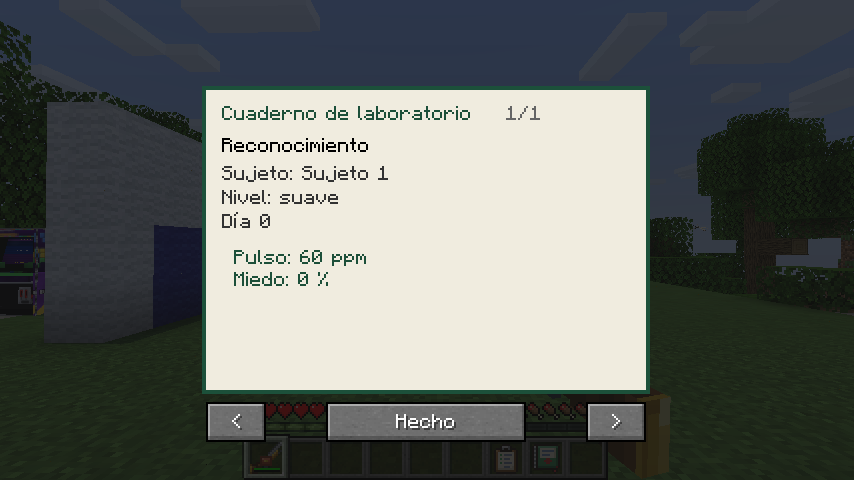 Cuaderno de laboratorio 1/1
Reconocimiento
Sujeto: Sujeto 1
Nivel: suave
Día 0
Pulso: 60 ppm
Miedo: 0 %
< Hecho >